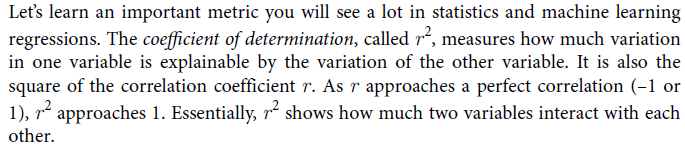 Let's learn an important metric you will see a lot in statistics and machine learning
regressions. The coefficient of determination, called r², measures how much variation
in one variable is explainable by the variation of the other variable. It is also the
square of the correlation coefficient r. As r approaches a perfect correlation (–1 or
1), r² approaches 1. Essentially, r² shows how much two variables interact with each
other.